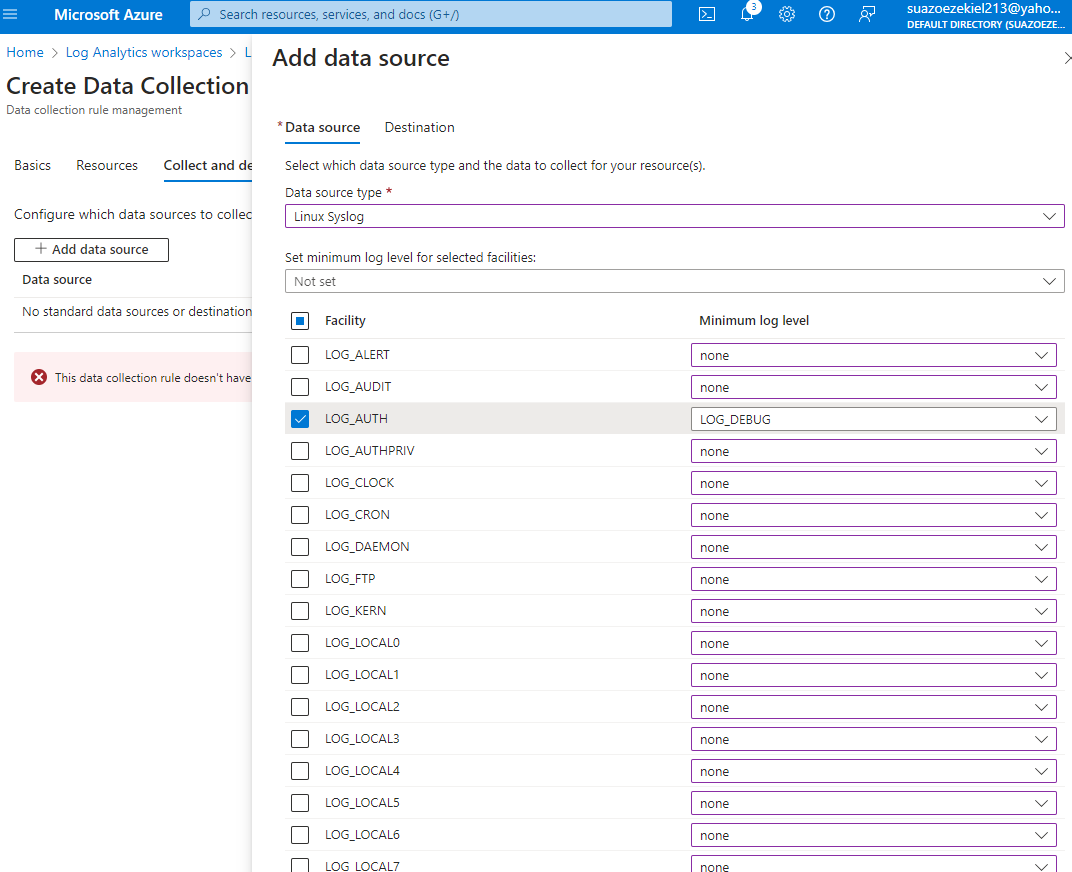 Microsoft Azure
Search resources, services, and docs (G+/)
3
suazoezekiel213@yaho...
DEFAULT DIRECTORY (SUAZOEZE...
Home > Log Analytics workspaces > L
Create Data Collection
Data collection rule management
Basics Resources Collect and de
Configure which data sources to collec
+ Add data source
Data source
No standard data sources or destination
This data collection rule doesn't have
Add data source
* Data source Destination
Select which data source type and the data to collect for your resource(s).
Data source type *
Linux Syslog
Set minimum log level for selected facilities:
Not set
Facility Minimum log level
LOG_ALERT none
LOG_AUDIT none
LOG_AUTH LOG_DEBUG
LOG_AUTHPRIV none
LOG_CLOCK none
LOG_CRON none
LOG_DAEMON none
LOG_FTP none
LOG_KERN none
LOG_LOCAL0 none
LOG_LOCAL1 none
LOG_LOCAL2 none
LOG_LOCAL3 none
LOG_LOCAL4 none
LOG_LOCAL5 none
LOG_LOCAL6 none
LOG_LOCAL7 none